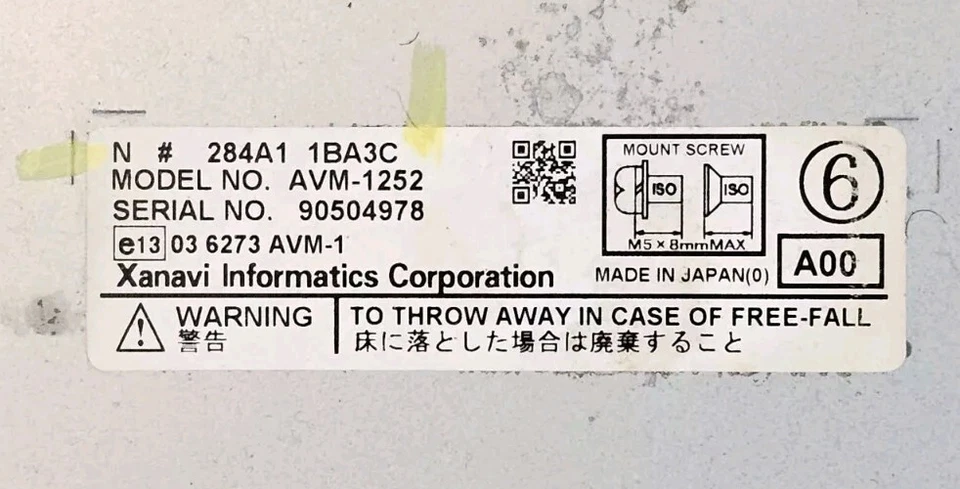 N # 284A1 1BA3C
MODEL NO. AVM-1252
SERIAL NO. 90504978
e13 03 6273 AVM-1
Xanavi Informatics Corporation
MOUNT SCREW
ISO ISO
M5×8mmMAX
MADE IN JAPAN(0)
6
A00
WARNING
警告
TO THROW AWAY IN CASE OF FREE-FALL
床に落とした場合は廃棄すること